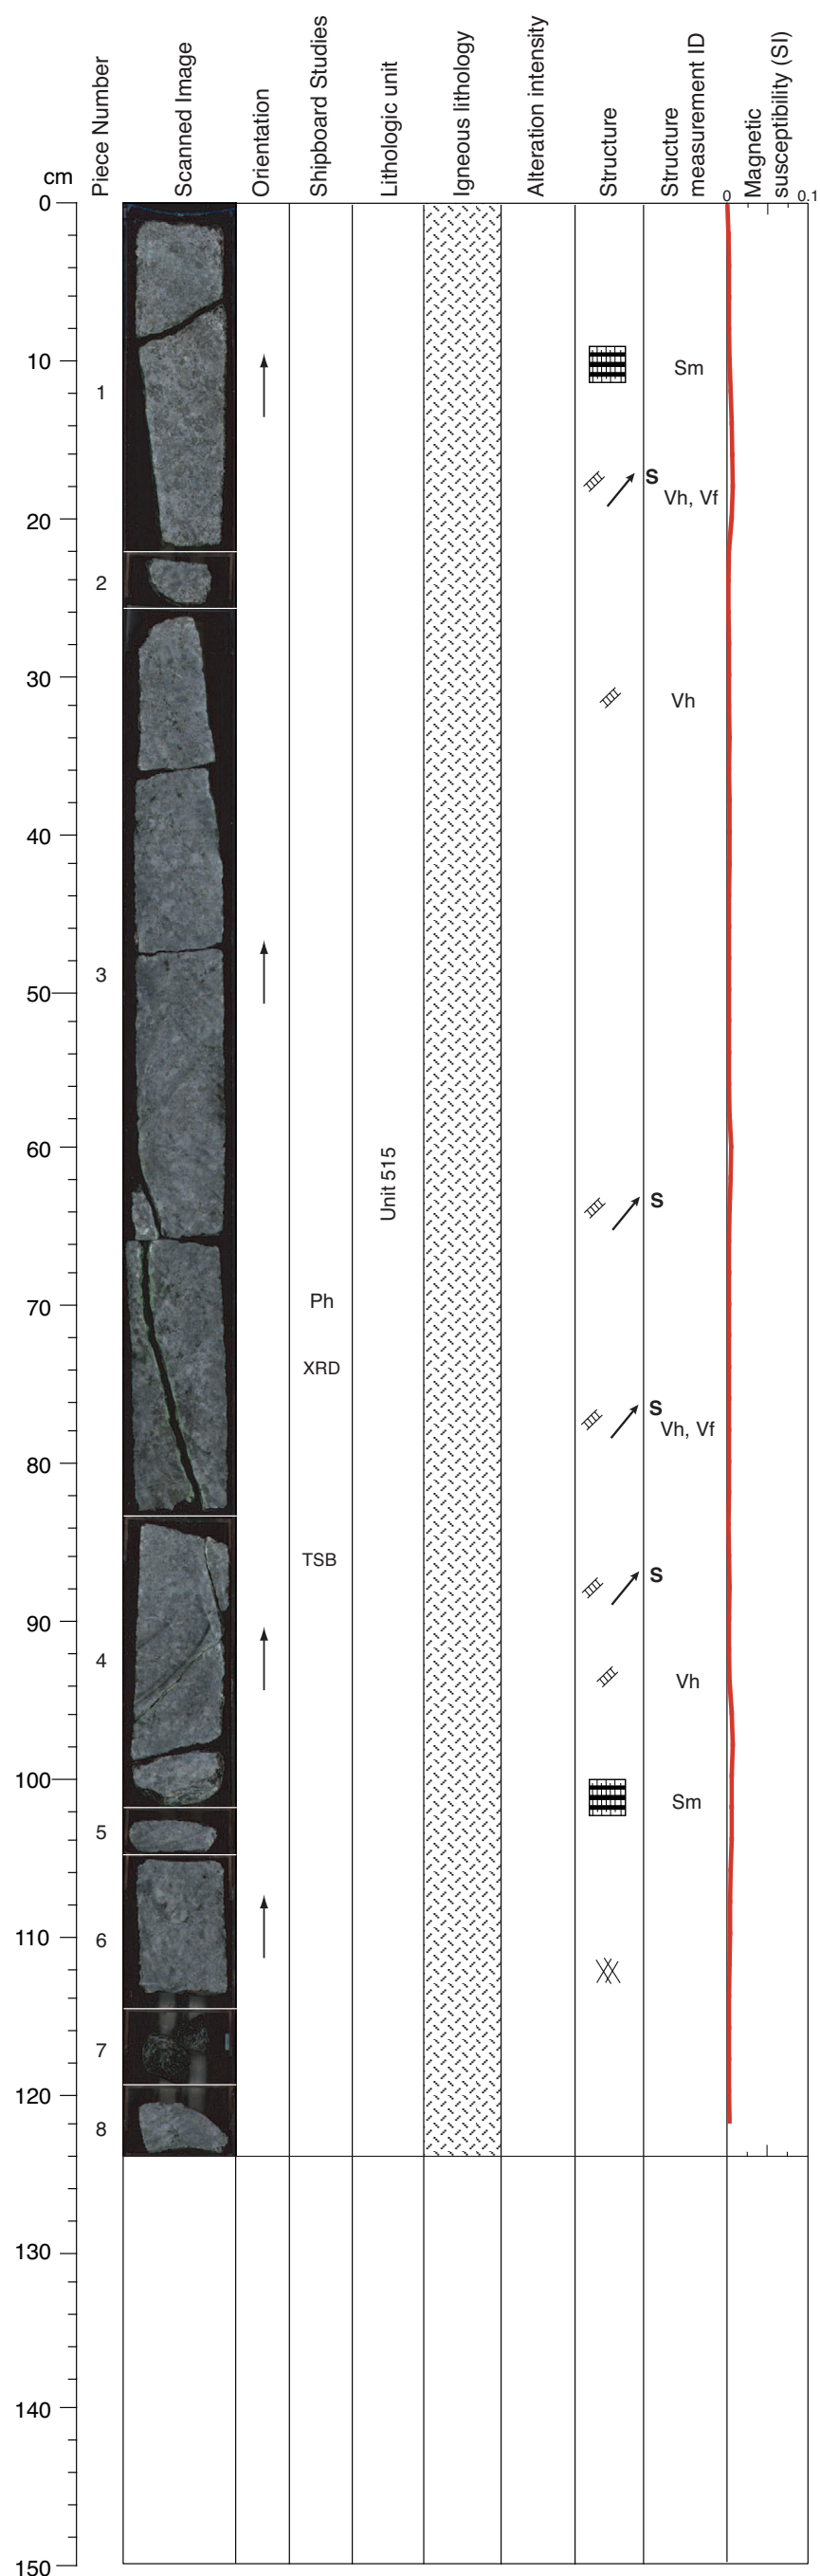 cm
Piece Number
Scanned Image
Orientation
Shipboard Studies
Lithologic unit
Igneous lithology
Alteration intensity
Structure
Structure
measurement ID
Magnetic
susceptibility (SI)
0 0.1
0
10
Sm
1
S
Vh, Vf
20
2
30
Vh
40
3
50
60
Unit 515
S
70
Ph
XRD
S
Vh, Vf
80
TSB
S
90
4
Vh
100
Sm
5
110
6
7
120
8
130
140
150